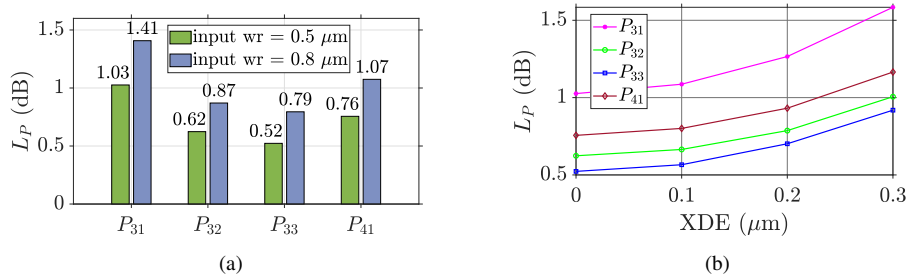 1.5
1
0.5
0
L_P (dB)
1.03
1.41
0.62
0.87
0.52
0.79
0.76
1.07
input wr = 0.5 μm
input wr = 0.8 μm
P_31
P_32
P_33
P_41
(a)
1.5
1
0.5
L_P (dB)
P_31
P_32
P_33
P_41
0
0.1
0.2
0.3
XDE (μm)
(b)